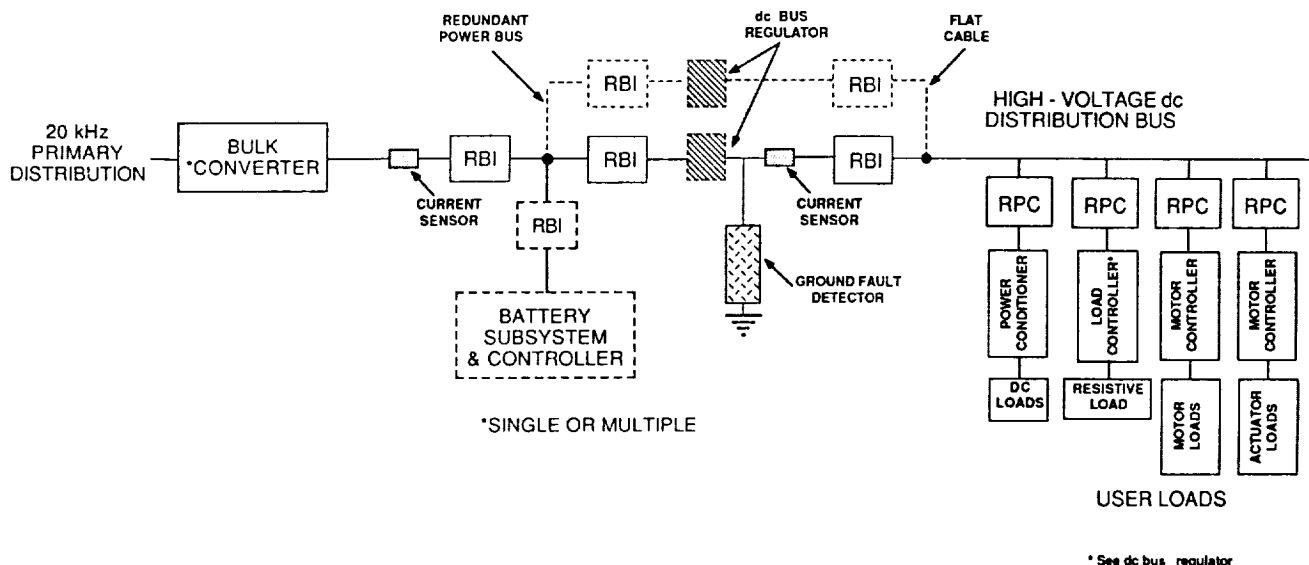 REDUNDANT
POWER BUS
dc BUS
REGULATOR
FLAT
CABLE
RBI
RBI
HIGH - VOLTAGE dc
DISTRIBUTION BUS
20 kHz
PRIMARY
DISTRIBUTION
BULK
*CONVERTER
RBI
RBI
RBI
CURRENT
SENSOR
CURRENT
SENSOR
RBI
RPC
RPC
RPC
RPC
GROUND FAULT
DETECTOR
BATTERY
SUBSYSTEM
& CONTROLLER
POWER
CONDITIONER
LOAD
CONTROLLER*
MOTOR
CONTROLLER
MOTOR
CONTROLLER
DC
LOADS
RESISTIVE
LOAD
MOTOR
LOADS
ACTUATOR
LOADS
*SINGLE OR MULTIPLE
USER LOADS
* See dc bus regulator